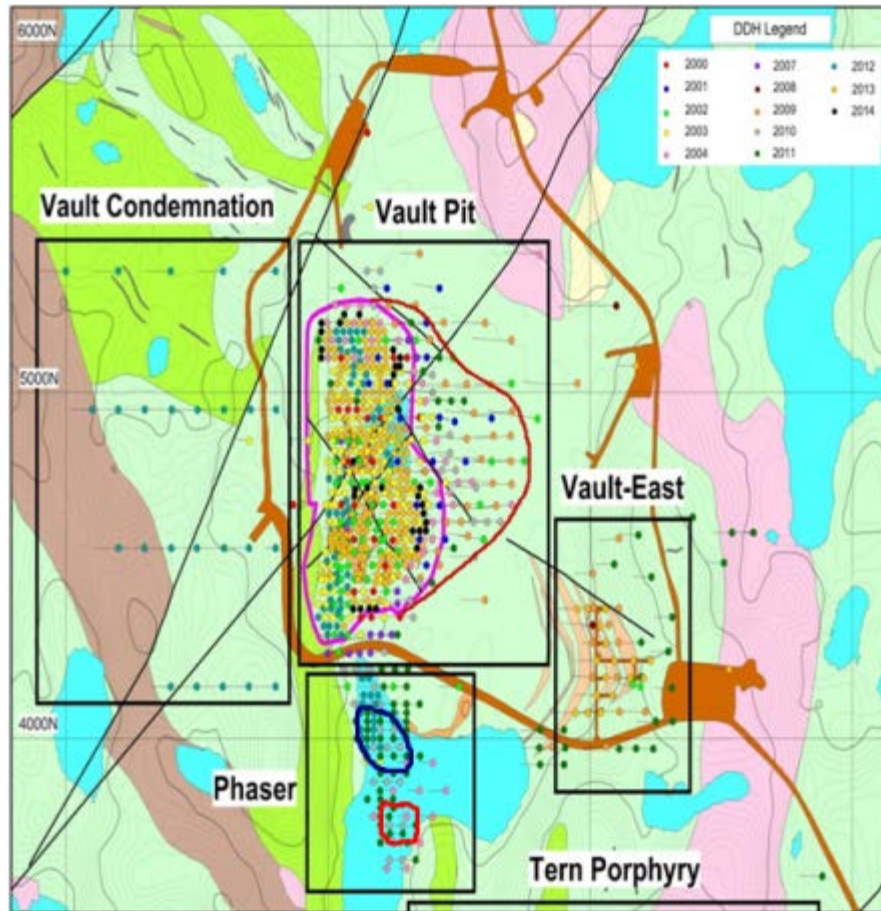 6000N
DDH Legend
2000 2007 2012
2001 2008 2013
2002 2009 2014
2003 2010
2004 2011
Vault Condemnation
Vault Pit
5000N
Vault-East
4000N
Phaser
Tern Porphyry